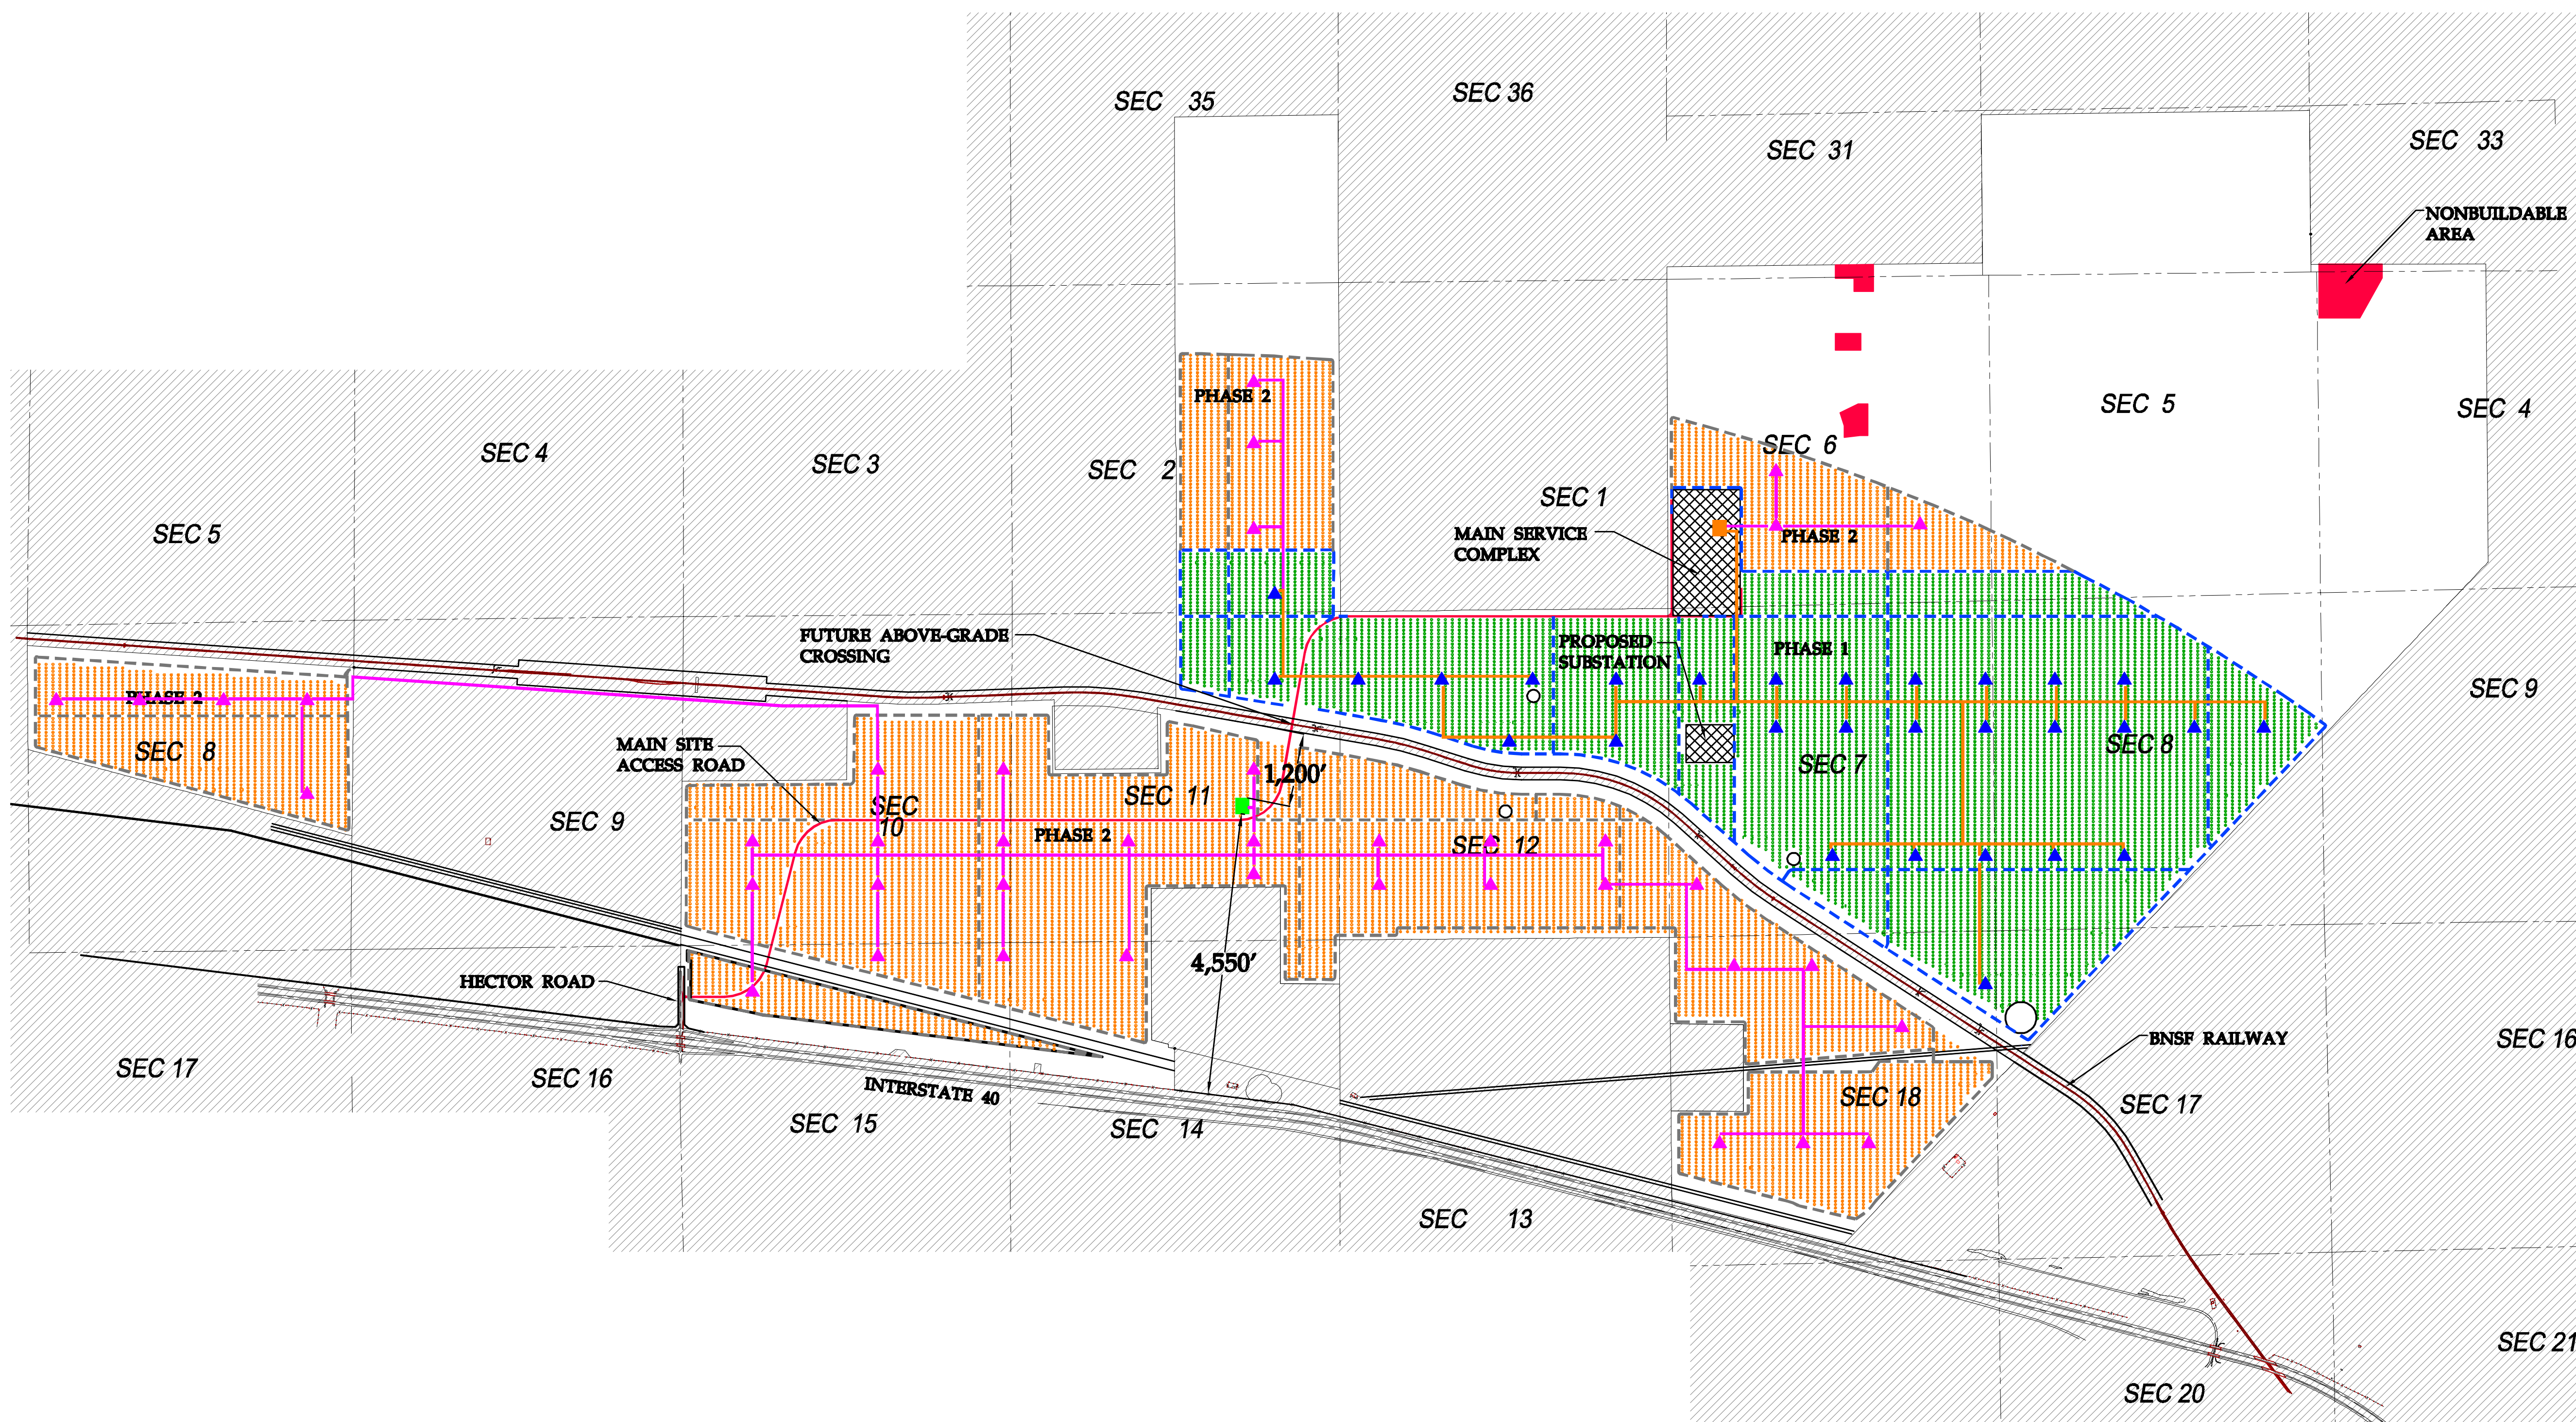 SEC 35
SEC 36
SEC 31
SEC 33
NONBUILDABLE
AREA
SEC 4
SEC 3
SEC 2
PHASE 2
SEC 1
SEC 6
SEC 5
SEC 4
SEC 5
MAIN SERVICE
COMPLEX
PHASE 2
FUTURE ABOVE-GRADE
CROSSING
PROPOSED
SUBSTATION
PHASE 1
SEC 9
PHASE 2
SEC 8
MAIN SITE
ACCESS ROAD
1,200'
SEC 7
SEC 8
SEC 9
SEC
10
SEC 11
PHASE 2
SEC 12
4,550'
HECTOR ROAD
SEC 17
SEC 16
INTERSTATE 40
SEC 15
SEC 14
SEC 18
BNSF RAILWAY
SEC 16
SEC 17
SEC 13
SEC 21
SEC 20